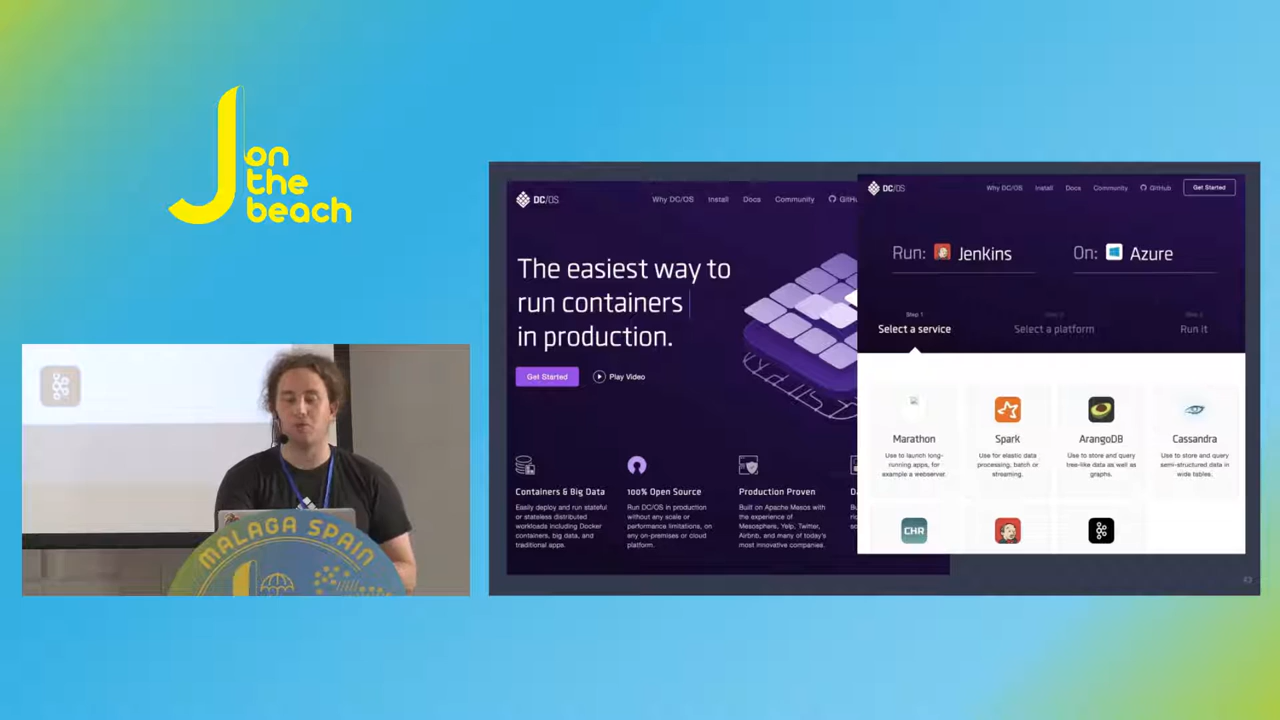 J on
the
beach
MALAGA SPAIN
DC/OS
Why DC/OS Install Docs Community GitHu
The easiest way to
run containers
in production.
Get Started Play Video
Containers & Big Data
Easily deploy and run stateful
or stateless distributed
workloads including Docker
containers, big data, and
traditional apps.
100% Open Source
Run DC/OS in production
without any scale or
performance limitations, on
any on-premises or cloud
platform.
Production Proven
Built on Apache Mesos with
the experience of
Mesosphere, Yelp, Twitter,
Airbnb, and many of today's
most innovative companies.
DC/OS
Why DC/OS Install Docs Community GitHub Get Started
Run: Jenkins On: Azure
Step 1
Select a service
Select a platform
Run it
Marathon
Use to launch long-
running apps, for
example a webserver.
Spark
Use for elastic data
processing, batch or
streaming.
ArangoDB
Use to store and query
tree-like data as well as
graphs.
Cassandra
Use to store and query
semi-structured data in
wide tables.
CHR